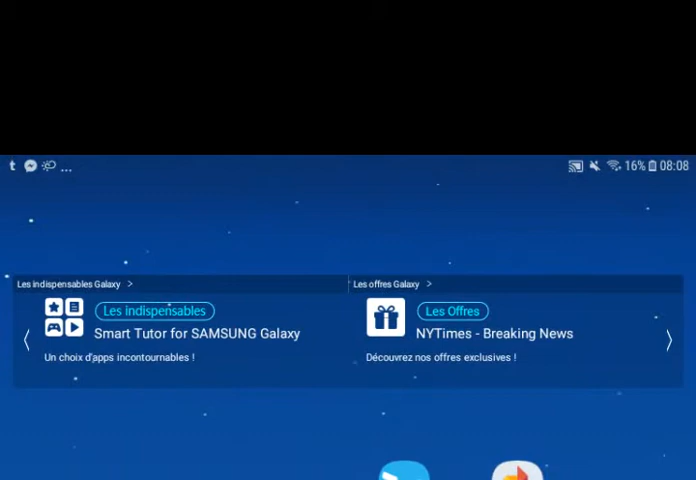 t ... 16% 08:08
Les indispensables Galaxy > Les offres Galaxy >
Les indispensables Les Offres
Smart Tutor for SAMSUNG Galaxy NYTimes - Breaking News
Un choix d'apps incontournables ! Découvrez nos offres exclusives !